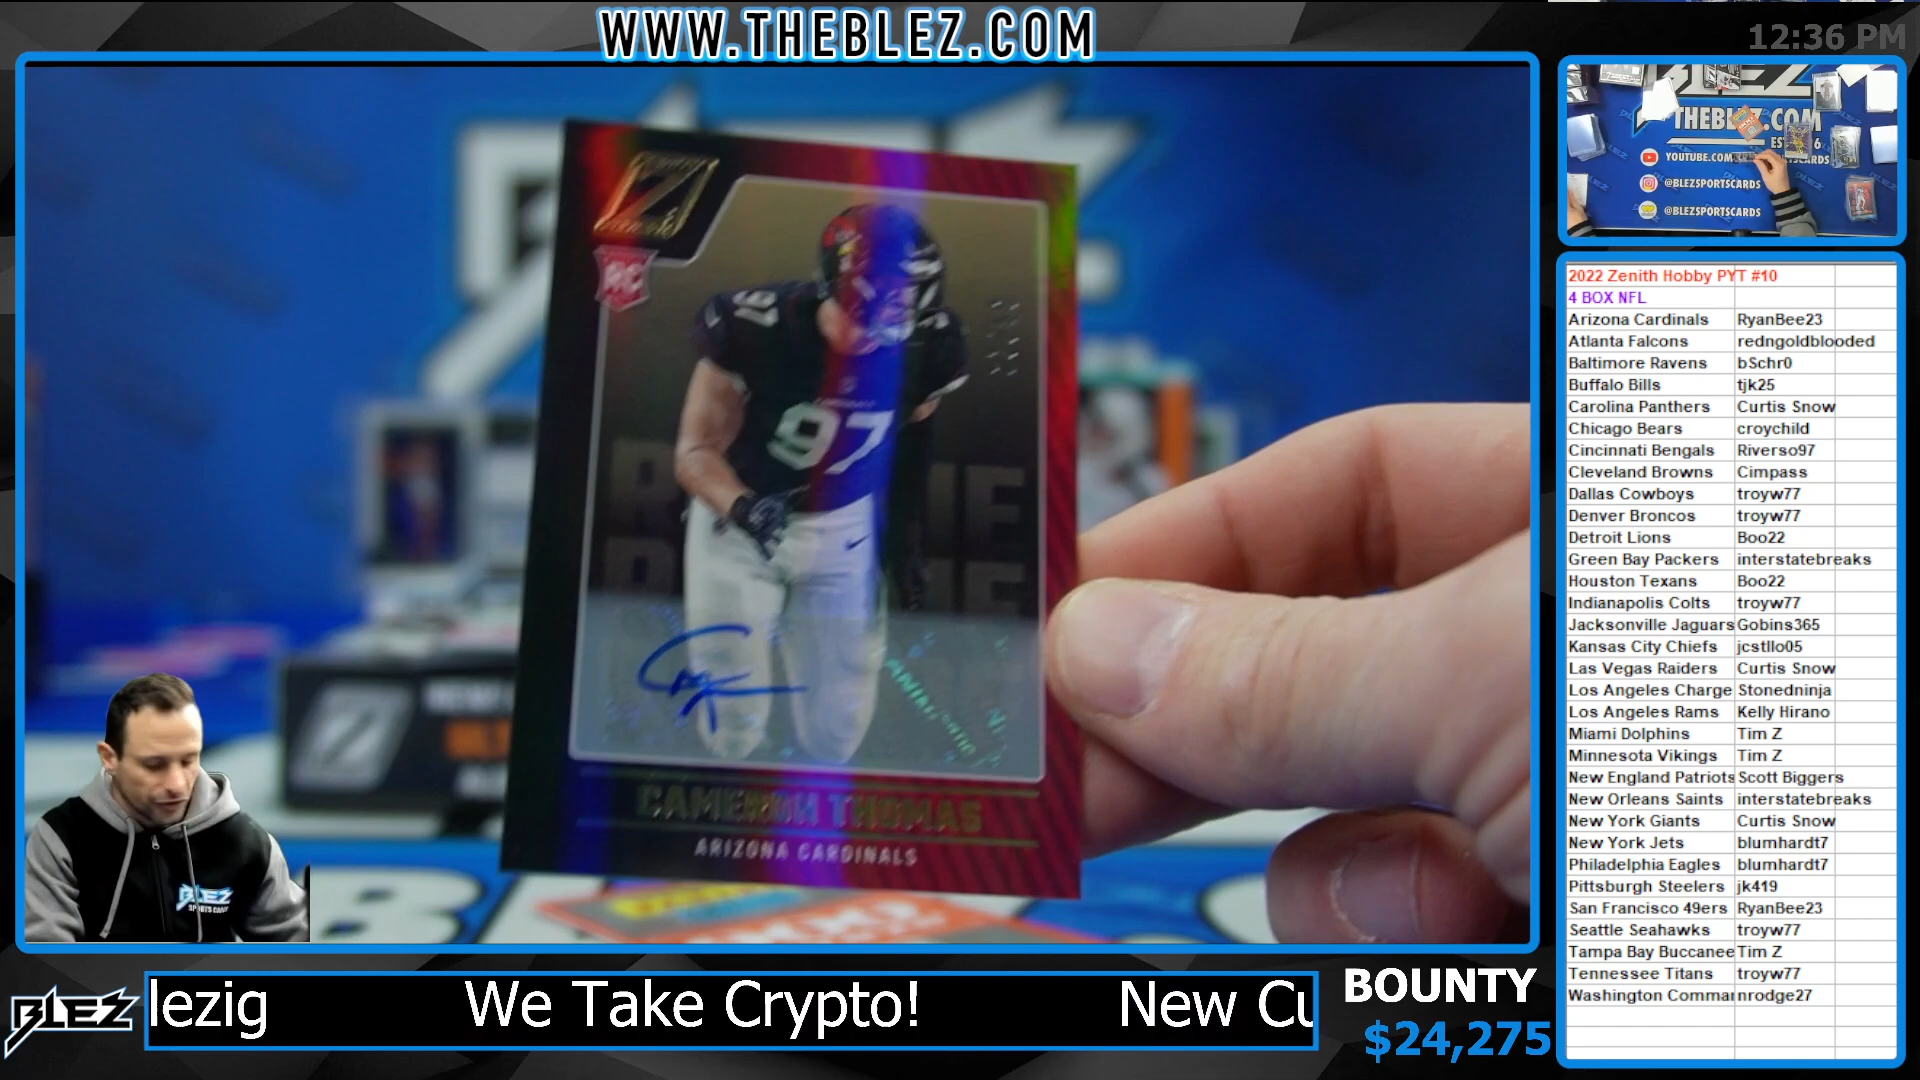 WWW.THEBLEZ.COM
12:36 PM
THEBLEZ.COM
YOUTUBE.COM
@BLEZSPORTSCARDS
@BLEZSPORTSCARDS
2022 Zenith Hobby PYT #10
4 BOX NFL
Arizona Cardinals RyanBee23
Atlanta Falcons redngoldblooded
Baltimore Ravens bSchr0
Buffalo Bills tjk25
Carolina Panthers Curtis Snow
Chicago Bears croychild
Cincinnati Bengals Riverso97
Cleveland Browns Cimpass
Dallas Cowboys troyw77
Denver Broncos troyw77
Detroit Lions Boo22
Green Bay Packers interstatebreaks
Houston Texans Boo22
Indianapolis Colts troyw77
Jacksonville Jaguars Gobins365
Kansas City Chiefs jcstllo05
Las Vegas Raiders Curtis Snow
Los Angeles Charge Stonedninja
Los Angeles Rams Kelly Hirano
Miami Dolphins Tim Z
Minnesota Vikings Tim Z
New England Patriots Scott Biggers
New Orleans Saints interstatebreaks
New York Giants Curtis Snow
New York Jets blumhardt7
Philadelphia Eagles blumhardt7
Pittsburgh Steelers jk419
San Francisco 49ers RyanBee23
Seattle Seahawks troyw77
Tampa Bay Buccanee Tim Z
Tennessee Titans troyw77
Washington Comma nrodge27
RC
97
97
CAMERON THOMAS
ARIZONA CARDINALS
BLEZ
BLEZ
lezig We Take Crypto! New Cu
BOUNTY
$24,275